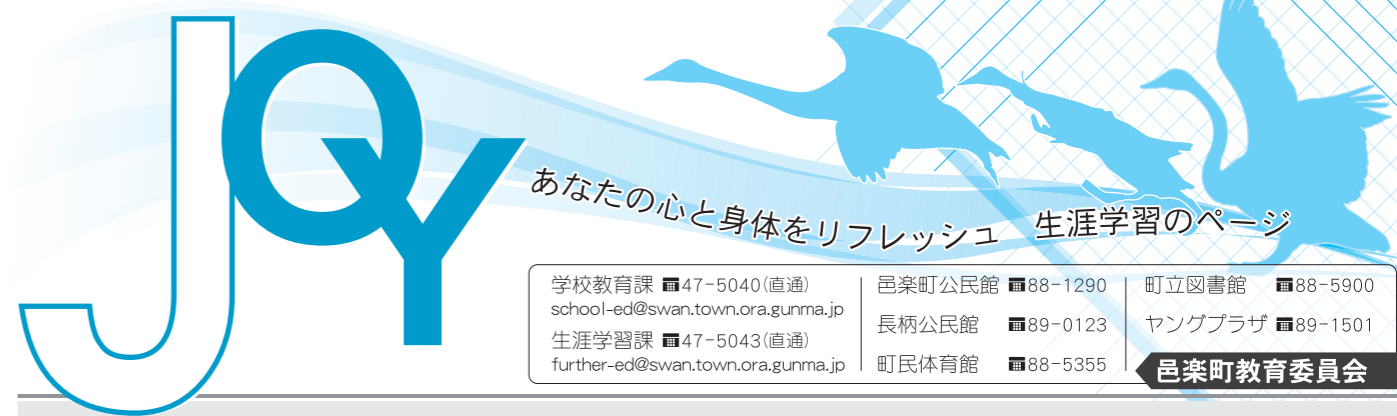 JOY
あなたの心と身体をリフレッシュ 生涯学習のページ
学校教育課 ☎47-5040(直通)
school-ed@swan.town.ora.gunma.jp
生涯学習課 ☎47-5043(直通)
further-ed@swan.town.ora.gunma.jp
邑楽町公民館 ☎88-1290
長柄公民館 ☎89-0123
町民体育館 ☎88-5355
町立図書館 ☎88-5900
ヤングプラザ ☎89-1501
邑楽町教育委員会